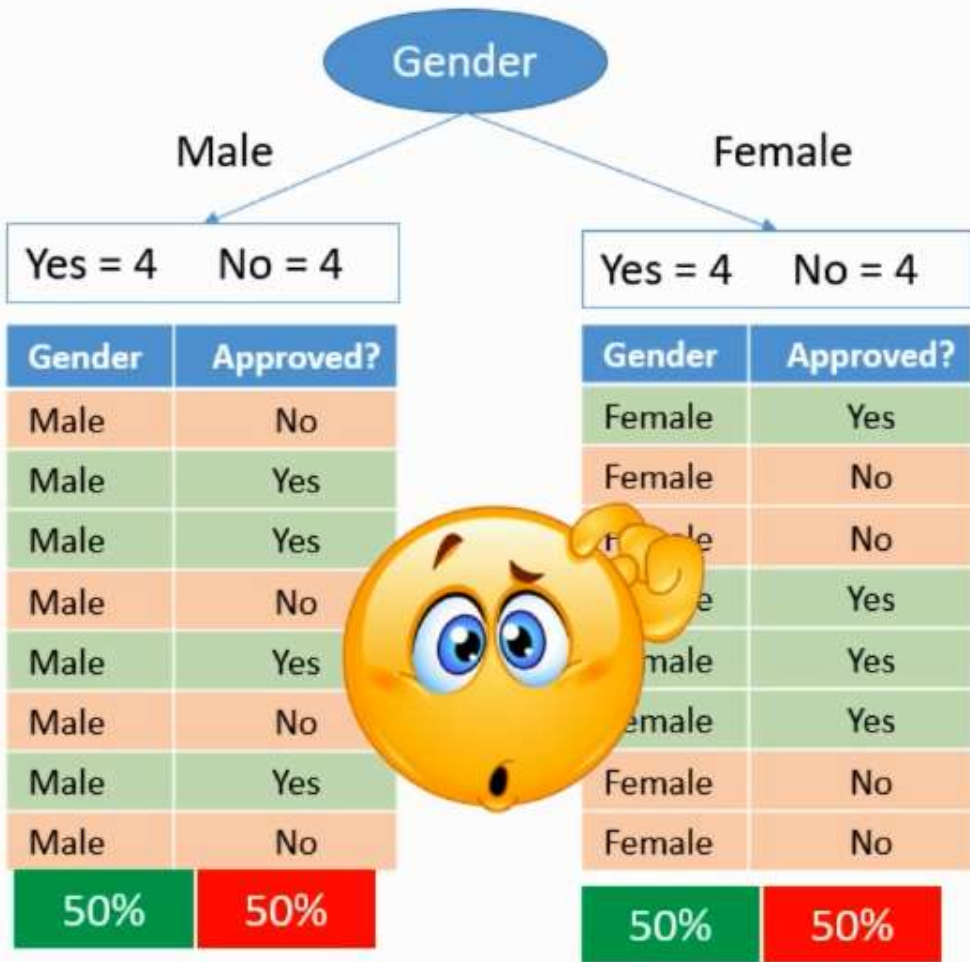 Gender
Male Female
Yes = 4 No = 4 Yes = 4 No = 4
Gender Approved? Gender Approved?
Male No Female Yes
Male Yes Female No
Male Yes No
Male No Yes
Male Yes Yes
Male No Yes
Male Yes Female No
Male No Female No
50% 50% 50% 50%